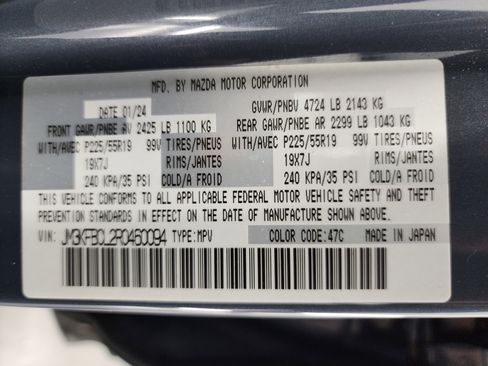 MFD. BY MAZDA MOTOR CORPORATION
DATE 01/24 GVWR/PNBV 4724 LB 2143 KG
FRONT GAWR/PNBE AV 2425 LB 1100 KG REAR GAWR/PNBE AR 2299 LB 1043 KG
WITH/AVEC P225/55R19 99V TIRES/PNEUS WITH/AVEC P225/55R19 99V TIRES/PNEUS
19X7J RIMS/JANTES 19X7J RIMS/JANTES
240 KPA/35 PSI COLD/A FROID 240 KPA/35 PSI COLD/A FROID
THIS VEHICLE CONFORMS TO ALL APPLICABLE FEDERAL MOTOR VEHICLE SAFETY AND THEFT
PREVENTION STANDARDS IN EFFECT ON THE DATE OF MANUFACTURE SHOWN ABOVE.
VIN: JM3KFBCL2R0450094 TYPE:MPV COLOR CODE:47C MADE IN JAPAN